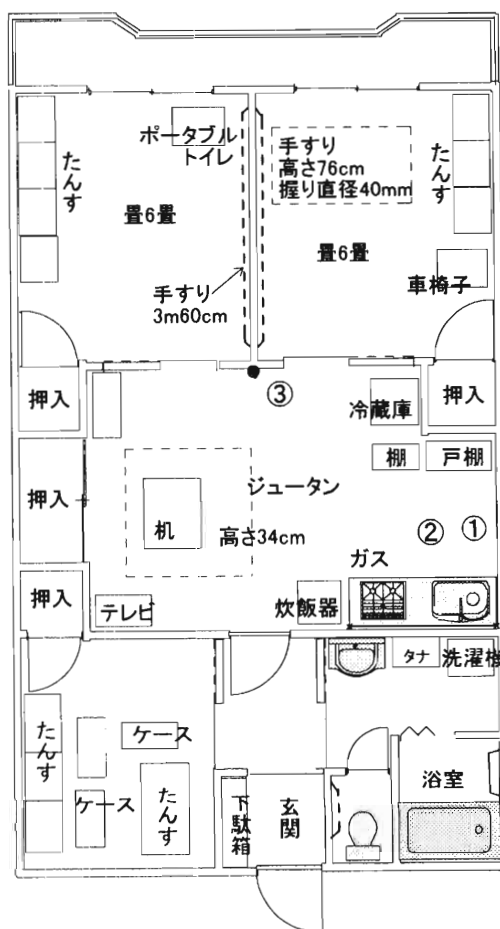 ポータブル
トイレ
手すり
高さ76cm
握り直径40mm
たんす
たんす
畳6畳
畳6畳
手すり
3m60cm
車椅子
押入
③
冷蔵庫
押入
棚
戸棚
押入
ジュータン
机
高さ34cm
②
①
ガス
押入
テレビ
炊飯器
タナ
洗濯機
たんす
ケース
ケース
たんす
下駄箱
玄関
浴室